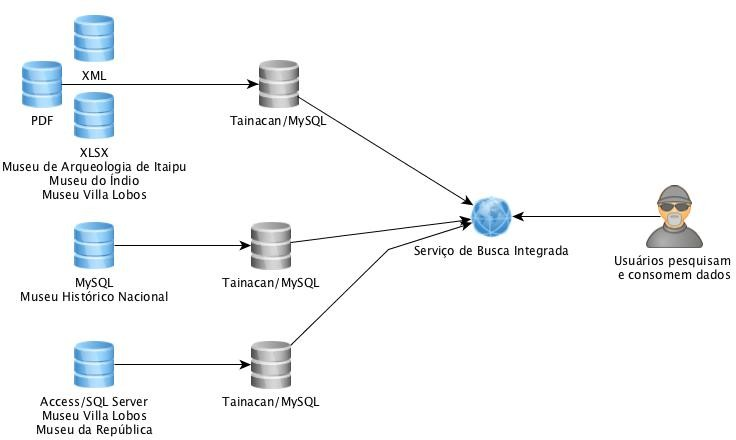 XML
PDF
Tainacan/MySQL
XLSX
Museu de Arqueologia de Itaipu
Museu do Índio
Museu Villa Lobos
Serviço de Busca Integrada
Usuários pesquisam
e consomem dados
MySQL
Museu Histórico Nacional
Tainacan/MySQL
Access/SQL Server
Museu Villa Lobos
Museu da República
Tainacan/MySQL